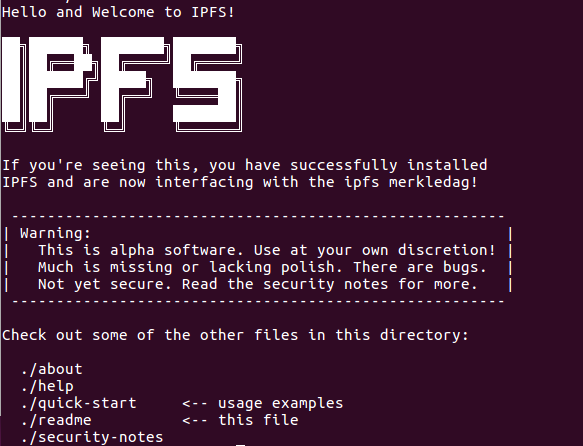 Hello and Welcome to IPFS!
IPFS
If you're seeing this, you have successfully installed
IPFS and are now interfacing with the ipfs merkledag!
-------------------------------------------------------
| Warning:                                              |
|   This is alpha software. Use at your own discretion! |
|   Much is missing or lacking polish. There are bugs.  |
|   Not yet secure. Read the security notes for more.   |
-------------------------------------------------------
Check out some of the other files in this directory:
./about
./help
./quick-start     <-- usage examples
./readme          <-- this file
./security-notes